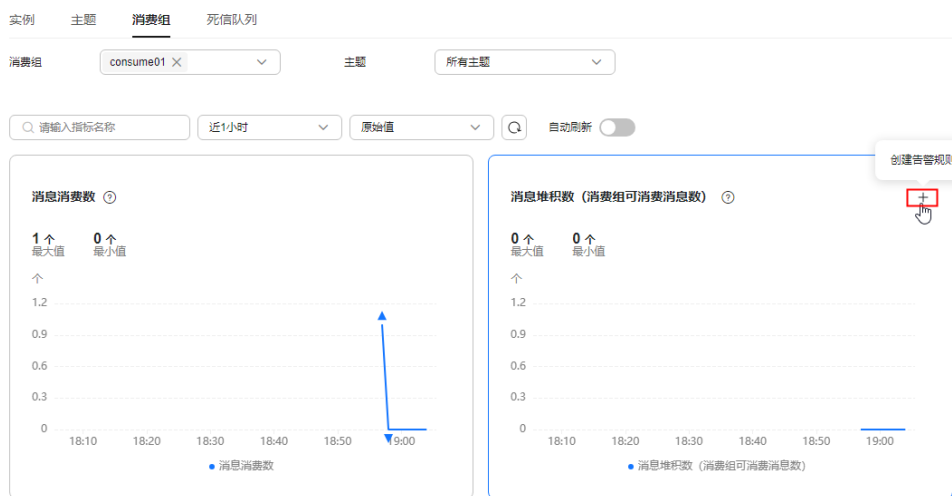 实例 主题 消费组 死信队列
消费组 consume01 主题 所有主题
请输入指标名称 近1小时 原始值 自动刷新
创建告警规则
消息消费数
1 个 0 个
最大值 最小值
个
1.2
0.9
0.6
0.3
0
18:10 18:20 18:30 18:40 18:50 19:00
消息消费数
消息堆积数（消费组可消费消息数）
0 个 0 个
最大值 最小值
个
1.2
0.9
0.6
0.3
0
18:10 18:20 18:30 18:40 18:50 19:00
消息堆积数（消费组可消费消息数）